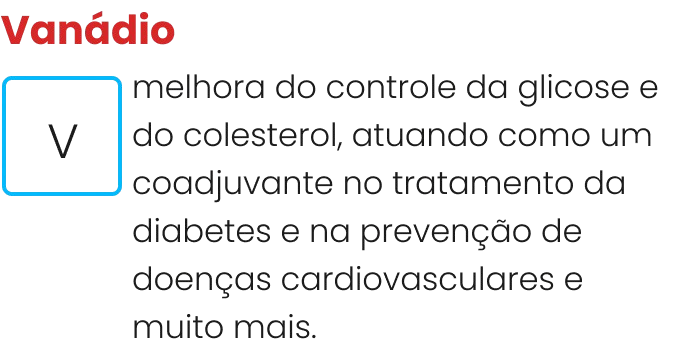 Vanádio
V
melhora do controle da glicose e
do colesterol, atuando como um
coadjuvante no tratamento da
diabetes e na prevenção de
doenças cardiovasculares e
muito mais.